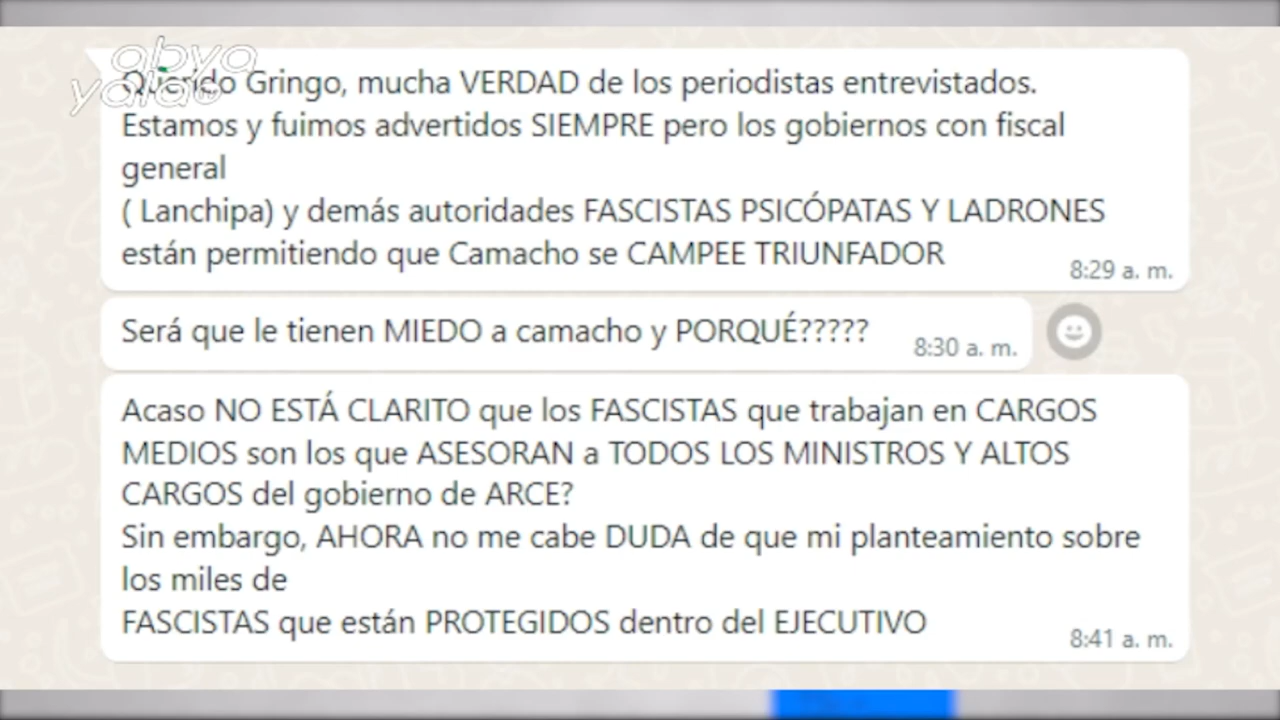 abya
yala tv
Querido Gringo, mucha VERDAD de los periodistas entrevistados.
Estamos y fuimos advertidos SIEMPRE pero los gobiernos con fiscal
general
( Lanchipa) y demás autoridades FASCISTAS PSICÓPATAS Y LADRONES
están permitiendo que Camacho se CAMPEE TRIUNFADOR
8:29 a. m.
Será que le tienen MIEDO a camacho y PORQUÉ?????
8:30 a. m.
Acaso NO ESTÁ CLARITO que los FASCISTAS que trabajan en CARGOS
MEDIOS son los que ASESORAN a TODOS LOS MINISTROS Y ALTOS
CARGOS del gobierno de ARCE?
Sin embargo, AHORA no me cabe DUDA de que mi planteamiento sobre
los miles de
FASCISTAS que están PROTEGIDOS dentro del EJECUTIVO
8:41 a. m.